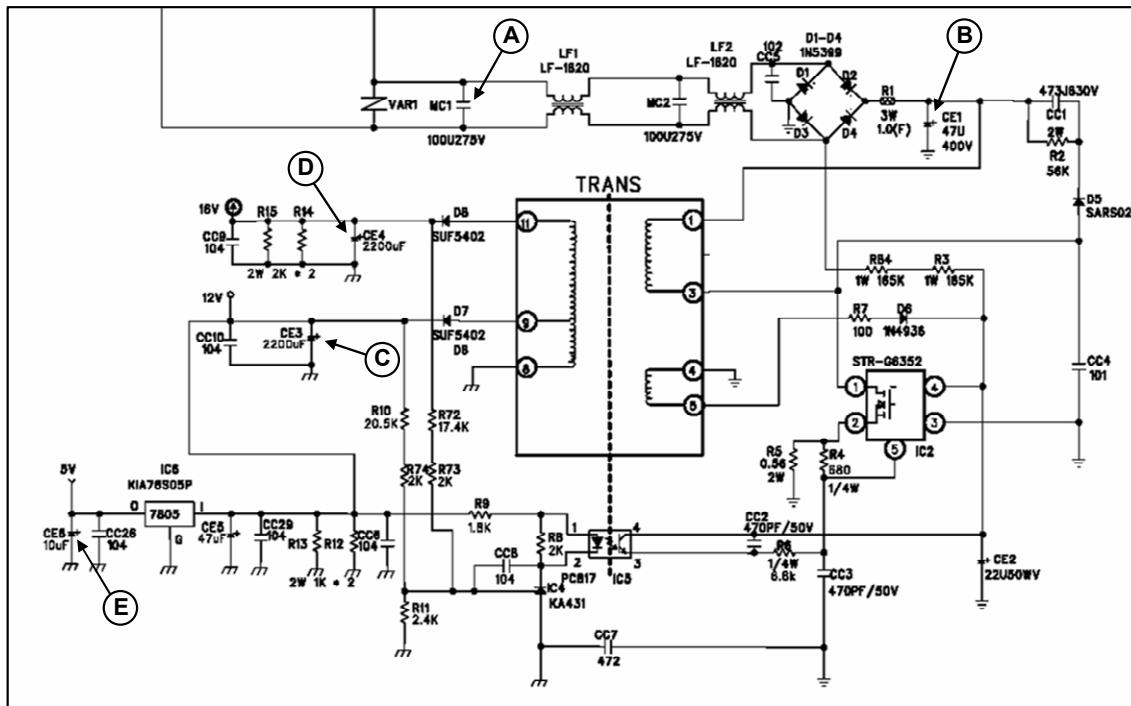 A
LF1
LF-1820
LF2
LF-1820
102
CC5
D1-D4
1N5399
B
D1
D2
D3
D4
R1
3W
1.0(F)
VAR1
MC1
100U275V
MC2
100U275V
CE1
47U
400V
473J630V
CC1
2W
R2
56K
D5
SARS02
D
TRANS
16V
R15
R14
CC9
104
CE4
2200uF
2W 2K * 2
D8
SUF5402
11
1
12V
CC10
104
CE3
2200uF
C
D7
SUF5402
D8
9
8
3
4
5
R84
1W 165K
R3
1W 165K
R7
100
D6
1N4936
STR-G6352
1
4
2
3
5
IC2
CC4
101
R10
20.5K
R72
17.4K
R74
2K
R73
2K
R5
0.56
2W
R4
680
1/4W
5V
IC6
KIA78S05P
O
7805
I
G
CE6
10uF
CC26
104
CE5
47uF
CC29
104
R13
R12
2W 1K * 2
CC6
104
R9
1.8K
R8
2K
CC8
104
1
2
4
3
PC817
IC3
IC4
KA431
CC2
470PF/50V
R6
1/4W
6.8k
CC3
470PF/50V
CE2
22U50WV
E
R11
2.4K
CC7
472